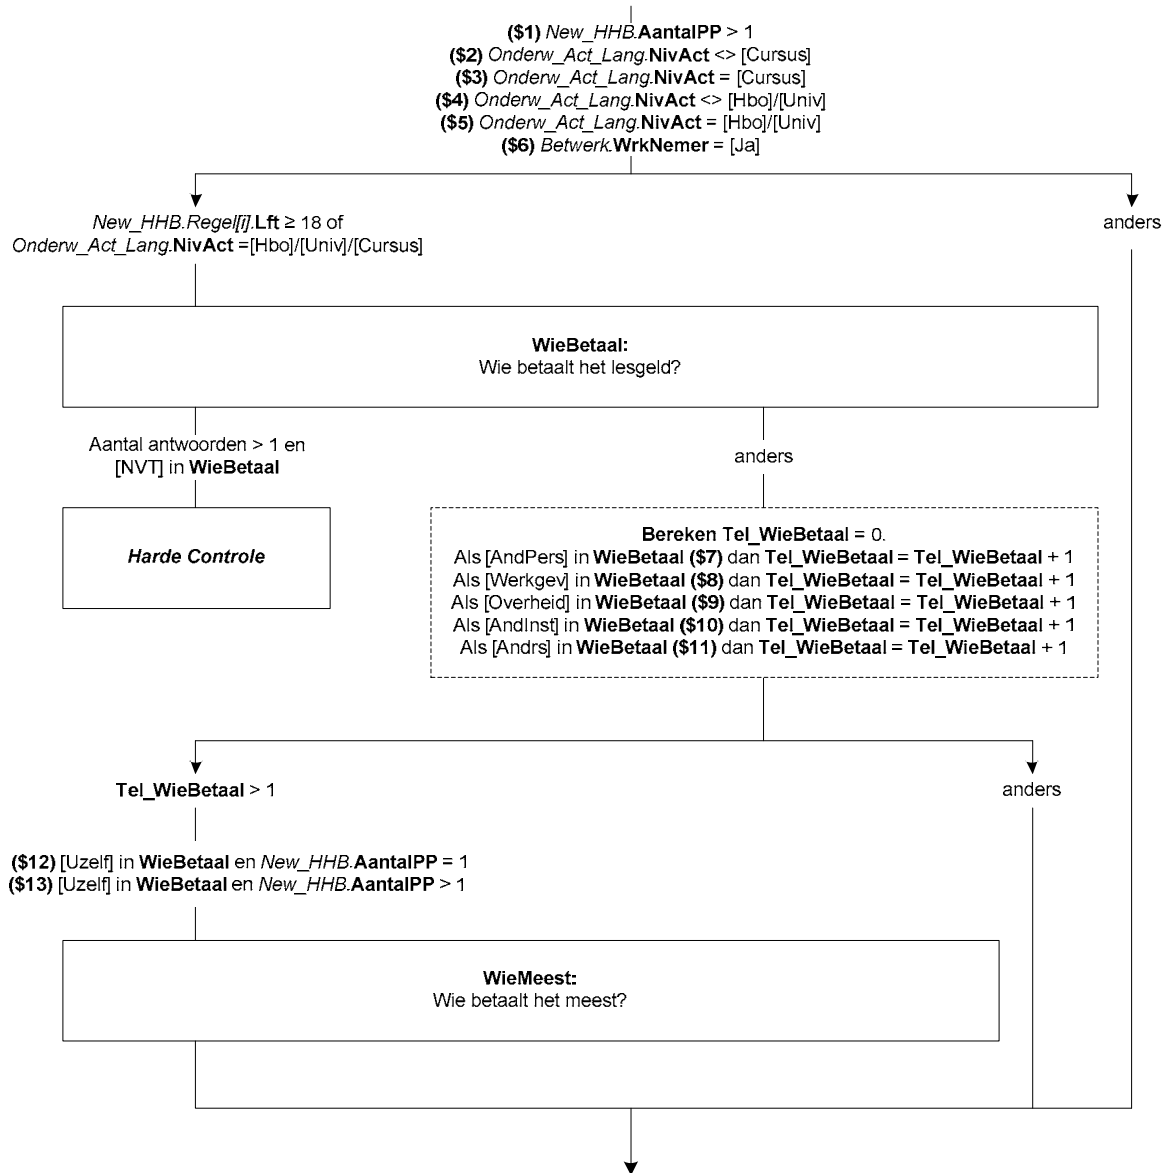 ($1) New_HHB.AantalPP > 1
($2) Onderw_Act_Lang.NivAct <> [Cursus]
($3) Onderw_Act_Lang.NivAct = [Cursus]
($4) Onderw_Act_Lang.NivAct <> [Hbo]/[Univ]
($5) Onderw_Act_Lang.NivAct = [Hbo]/[Univ]
($6) Betwerk.WrkNemer = [Ja]
New_HHB.Regel[i].Lft ≥ 18 of
Onderw_Act_Lang.NivAct =[Hbo]/[Univ]/[Cursus]
anders
WieBetaal:
Wie betaalt het lesgeld?
Aantal antwoorden > 1 en
[NVT] in WieBetaal
anders
Harde Controle
Bereken Tel_WieBetaal = 0.
Als [AndPers] in WieBetaal ($7) dan Tel_WieBetaal = Tel_WieBetaal + 1
Als [Werkgev] in WieBetaal ($8) dan Tel_WieBetaal = Tel_WieBetaal + 1
Als [Overheid] in WieBetaal ($9) dan Tel_WieBetaal = Tel_WieBetaal + 1
Als [AndInst] in WieBetaal ($10) dan Tel_WieBetaal = Tel_WieBetaal + 1
Als [Andrs] in WieBetaal ($11) dan Tel_WieBetaal = Tel_WieBetaal + 1
Tel_WieBetaal > 1
anders
($12) [Uzelf] in WieBetaal en New_HHB.AantalPP = 1
($13) [Uzelf] in WieBetaal en New_HHB.AantalPP > 1
WieMeest:
Wie betaalt het meest?